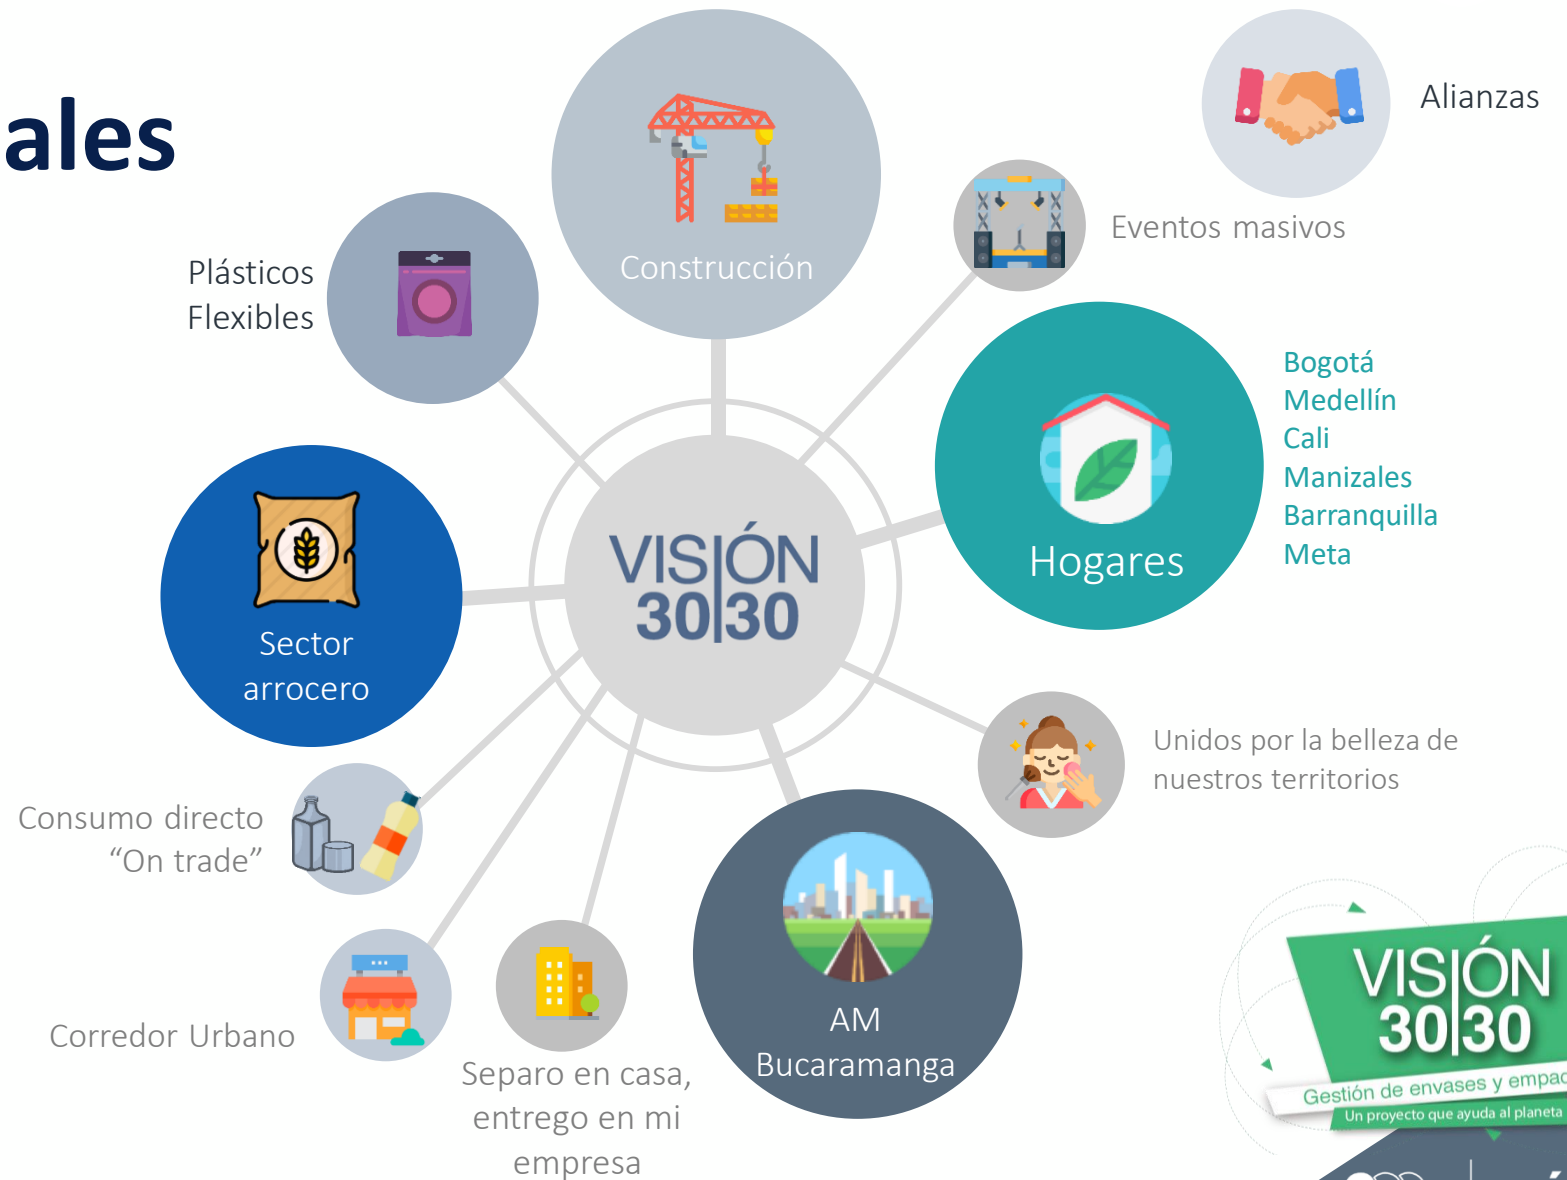 ales
Alianzas
Eventos masivos
Construcción
Plásticos
Flexibles
Bogotá
Medellín
Cali
Manizales
Barranquilla
Meta
Hogares
VISIÓN
30|30
Sector
arrocero
Unidos por la belleza de
nuestros territorios
Consumo directo
“On trade”
AM
Bucaramanga
Corredor Urbano
Separo en casa,
entrego en mi
empresa
VISIÓN
30|30
Gestión de envases y empa
Un proyecto que ayuda al planeta